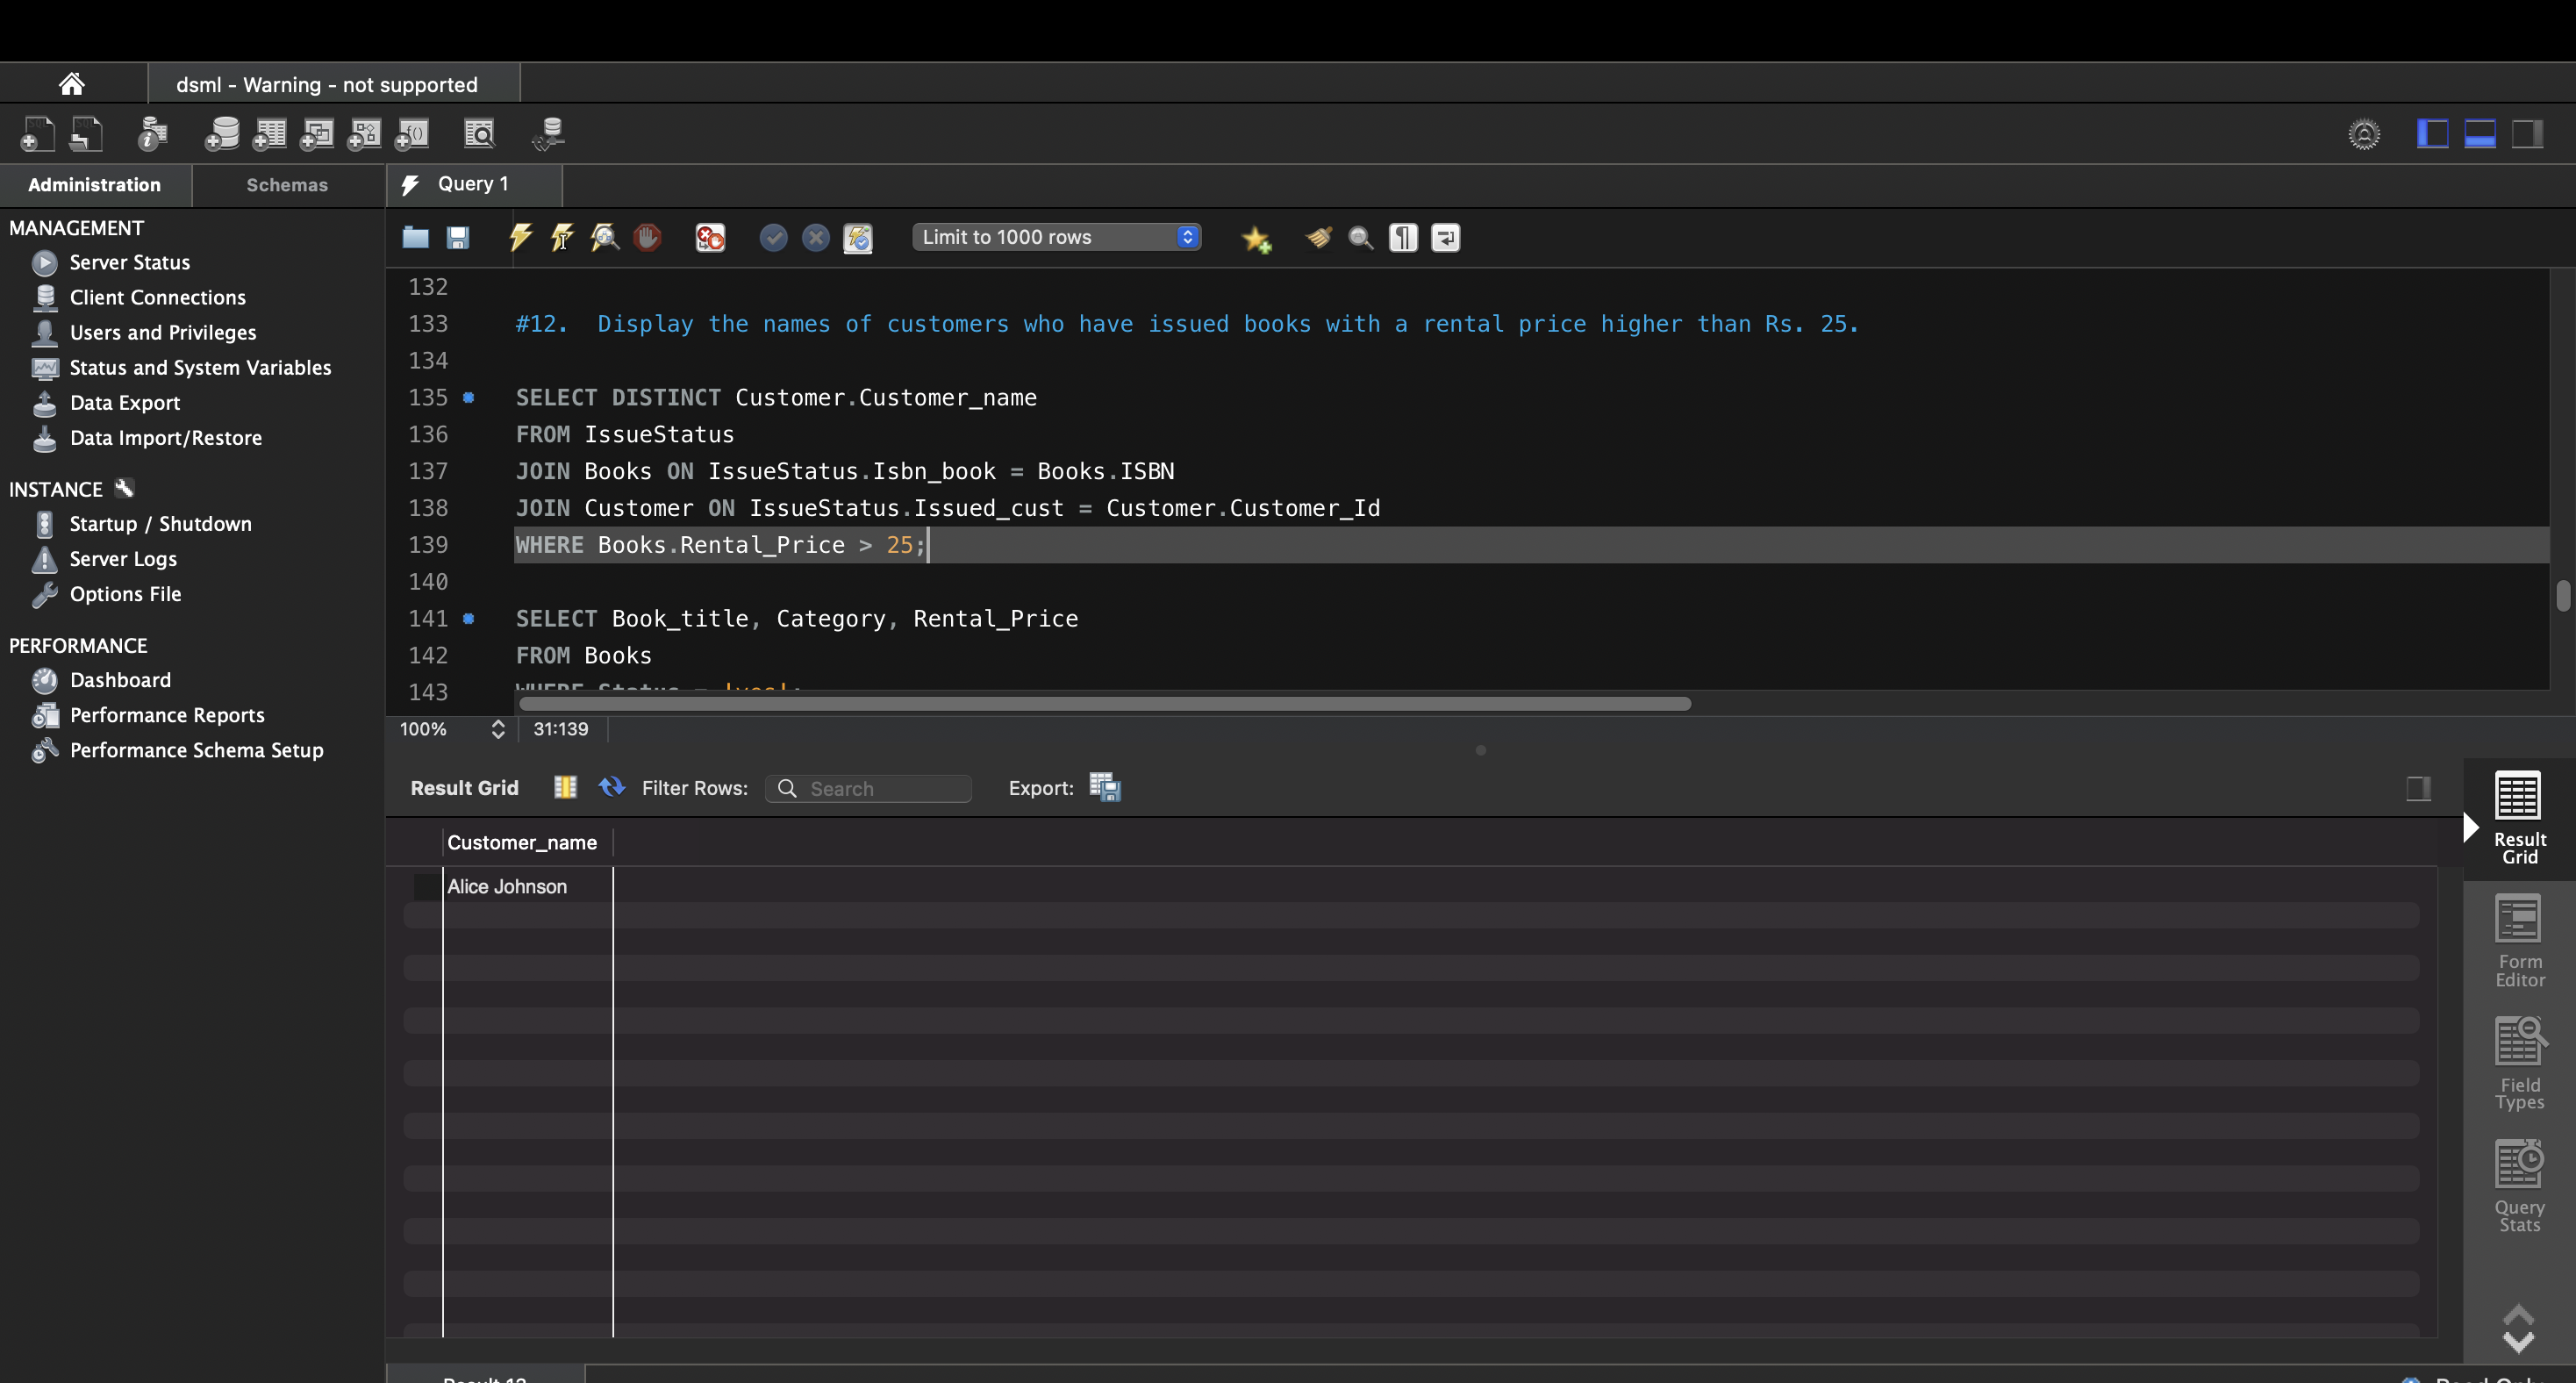 dsml - Warning - not supported
Administration
Schemas
Query 1
MANAGEMENT
Server Status
Client Connections
Users and Privileges
Status and System Variables
Data Export
Data Import/Restore
INSTANCE
Startup / Shutdown
Server Logs
Options File
PERFORMANCE
Dashboard
Performance Reports
Performance Schema Setup
Limit to 1000 rows
132
133 #12.  Display the names of customers who have issued books with a rental price higher than Rs. 25.
134
135 SELECT DISTINCT Customer.Customer_name
136 FROM IssueStatus
137 JOIN Books ON IssueStatus.Isbn_book = Books.ISBN
138 JOIN Customer ON IssueStatus.Issued_cust = Customer.Customer_Id
139 WHERE Books.Rental_Price > 25;
140
141 SELECT Book_title, Category, Rental_Price
142 FROM Books
143 WHERE Status = 'yes';
100% 31:139
Result Grid Filter Rows: Search Export:
Customer_name
Alice Johnson
Result
Grid
Form
Editor
Field
Types
Query
Stats